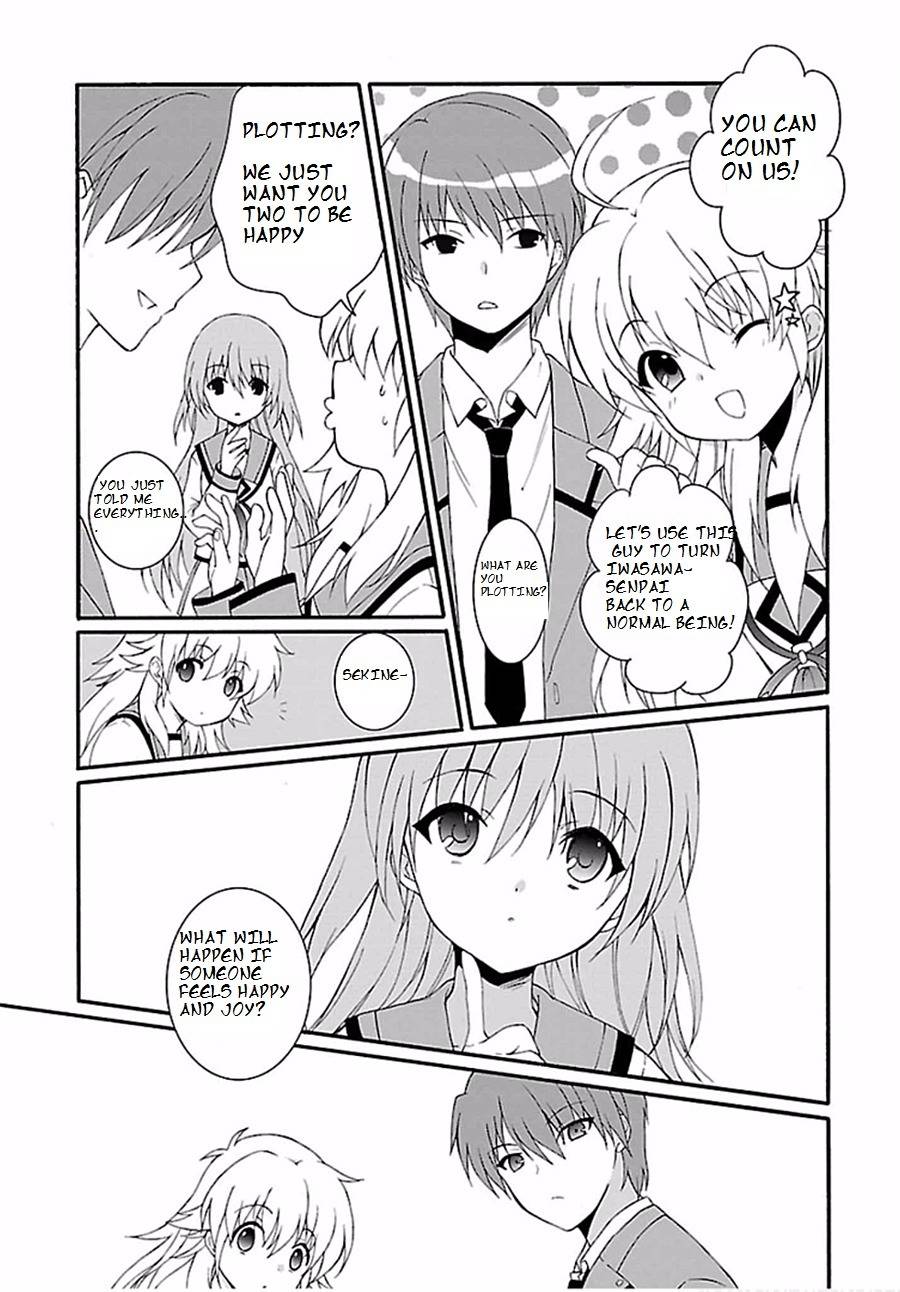 YOU CAN
COUNT
ON US!
LET'S USE THIS
GUY TO TURN
IWASAWA-
SENPAI
BACK TO A
NORMAL BEING!
WHAT ARE
YOU
PLOTTING?
PLOTTING?
WE JUST
WANT YOU
TWO TO BE
HAPPY
YOU JUST
TOLD ME
EVERYTHING..
.
SEKINE-
WHAT WILL
HAPPEN IF
SOMEONE
FEELS HAPPY
AND JOY?